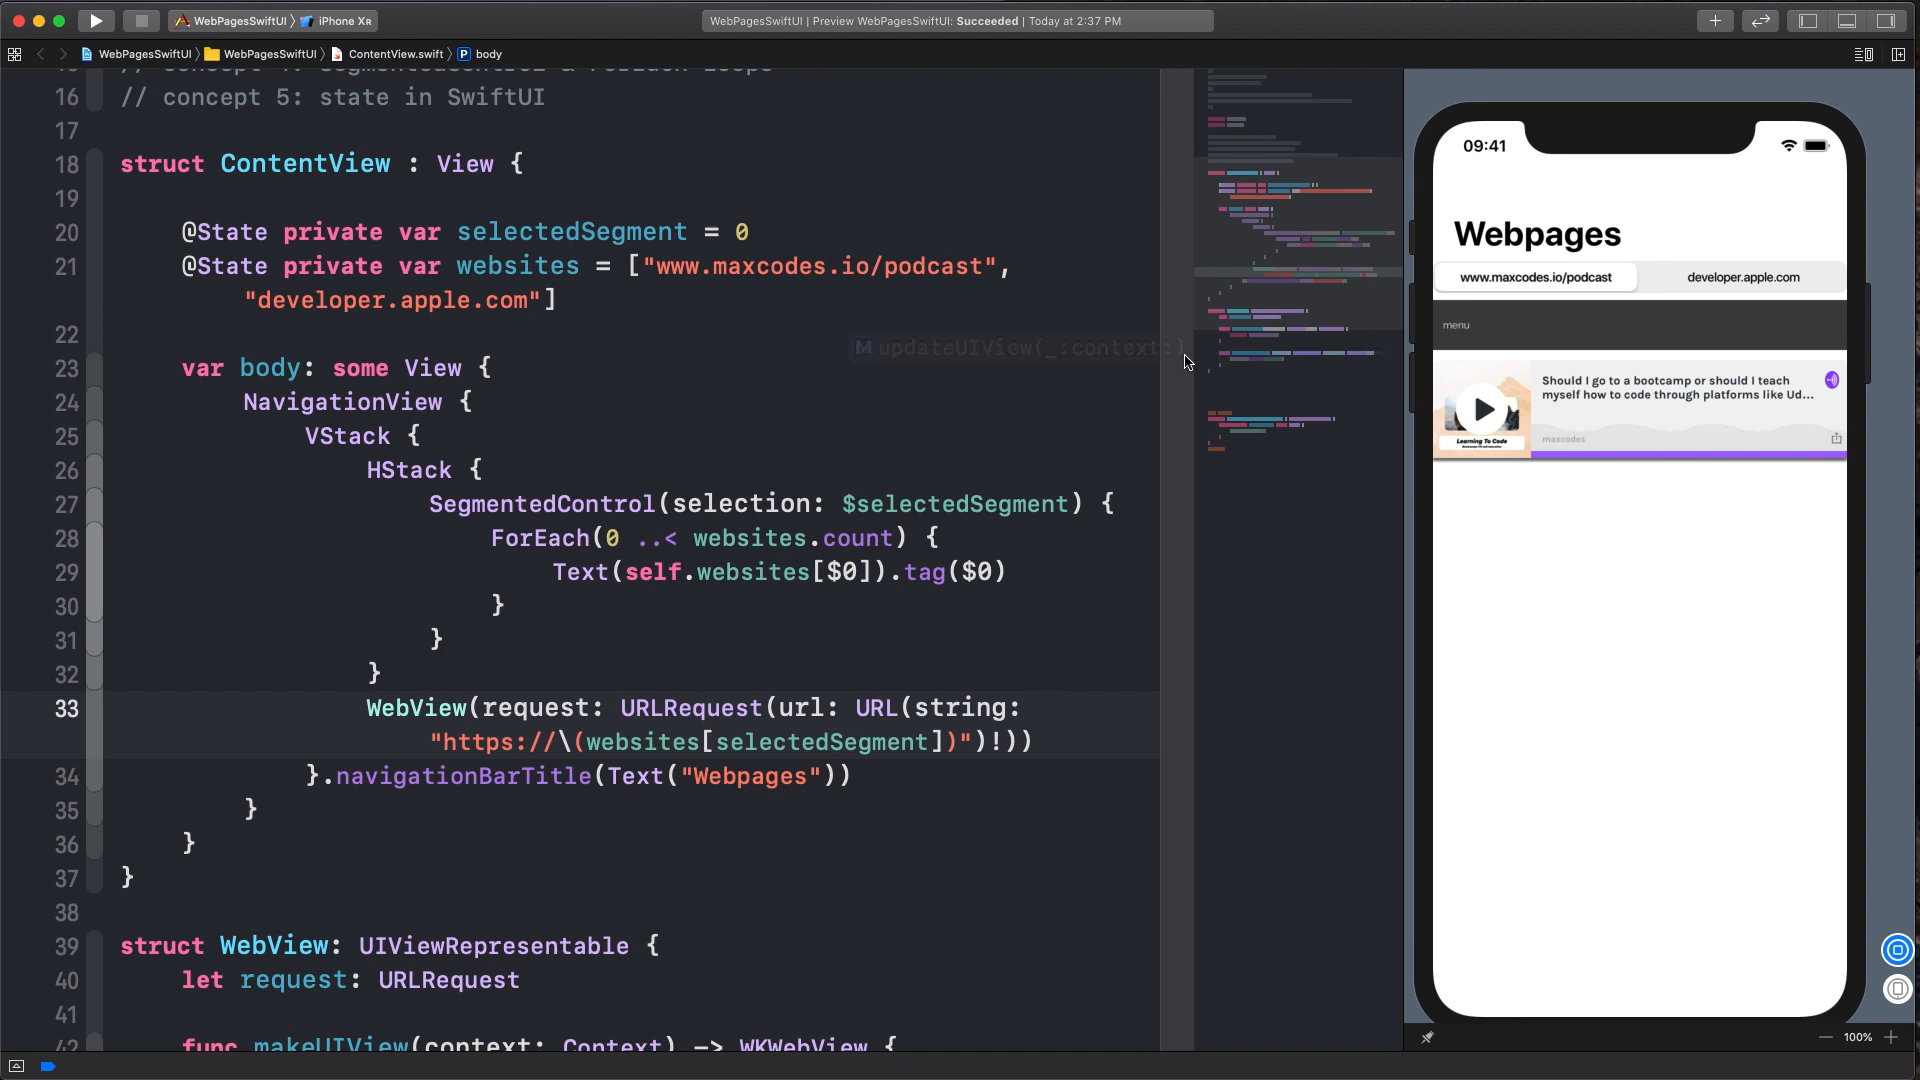 WebPagesSwiftUI iPhone XR
WebPagesSwiftUI | Preview WebPagesSwiftUI: Succeeded | Today at 2:37 PM
WebPagesSwiftUI WebPagesSwiftUI ContentView.swift P body
16 // concept 5: state in SwiftUI
17
18 struct ContentView : View {
19
20 @State private var selectedSegment = 0
21 @State private var websites = ["www.maxcodes.io/podcast",
"developer.apple.com"]
22
23 var body: some View {
24 NavigationView {
25 VStack {
26 HStack {
27 SegmentedControl(selection: $selectedSegment) {
28 ForEach(0 ..< websites.count) {
29 Text(self.websites[$0]).tag($0)
30 }
31 }
32 }
33 WebView(request: URLRequest(url: URL(string:
"https://\(websites[selectedSegment])")!))
34 }.navigationBarTitle(Text("Webpages"))
35 }
36 }
37 }
38
39 struct WebView: UIViewRepresentable {
40 let request: URLRequest
41
42 func makeUIView(context: Context) -> WKWebView {
M updateUIView(_:context:)
09:41
Webpages
www.maxcodes.io/podcast developer.apple.com
menu
Should I go to a bootcamp or should I teach
myself how to code through platforms like Ud...
Learning To Code
maxcodes
100%